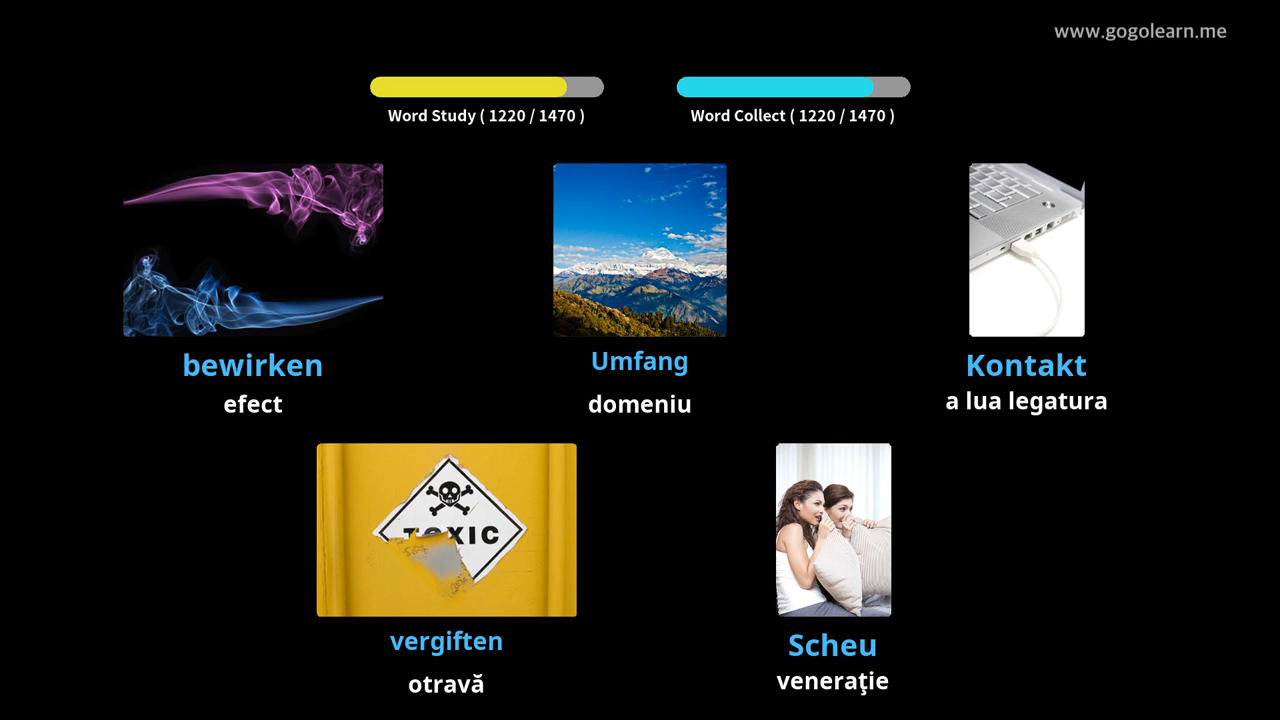 www.gogolearn.me
Word Study ( 1220 / 1470 )
Word Collect ( 1220 / 1470 )
bewirken
efect
Umfang
domeniu
Kontakt
a lua legatura
TOXIC
vergiften
otravă
Scheu
veneraţie